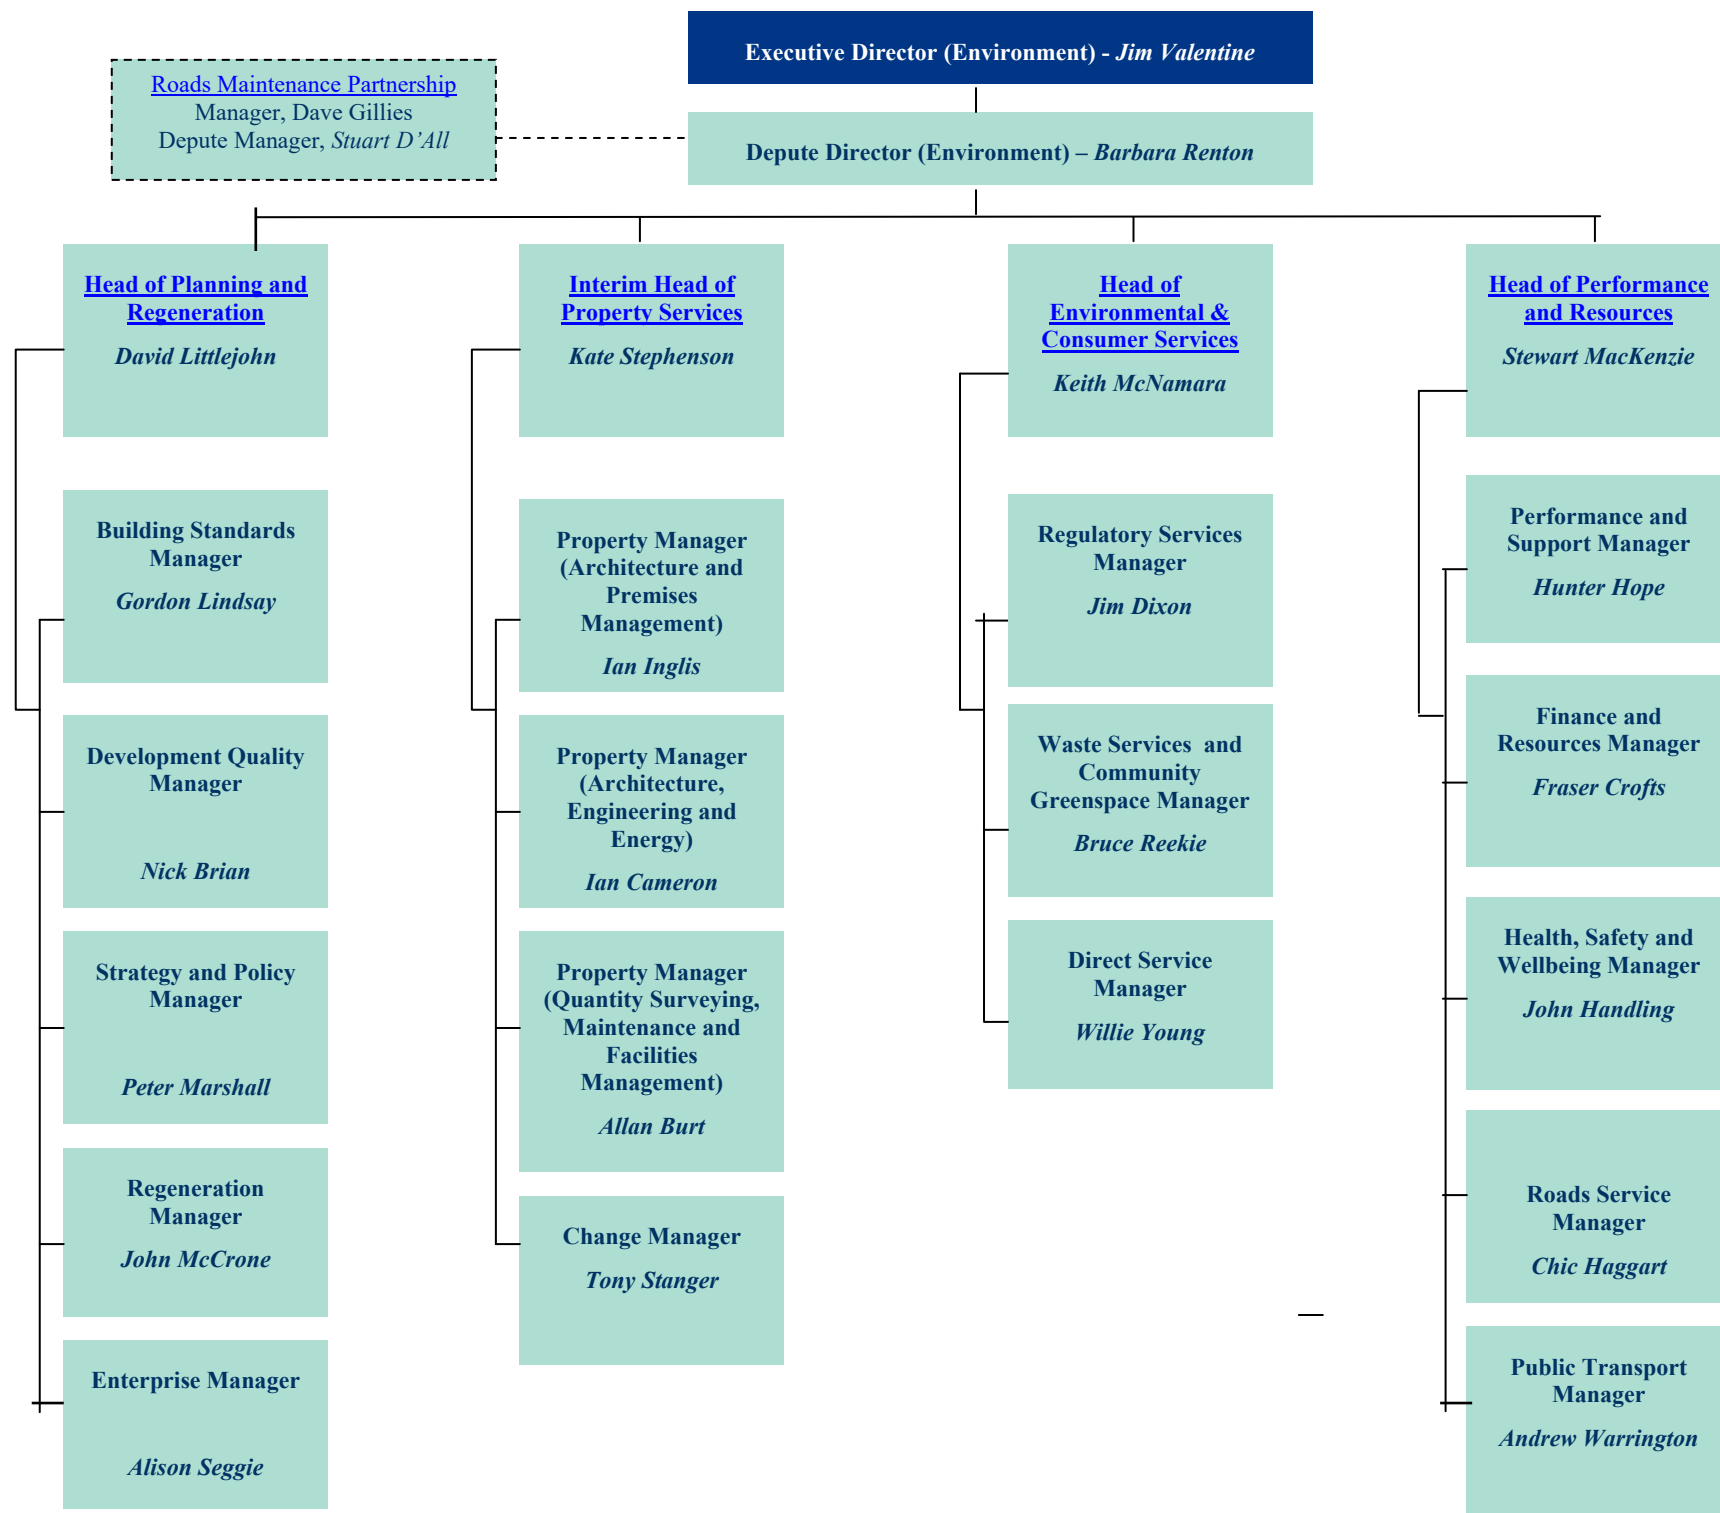 Executive Director (Environment) - Jim Valentine
Roads Maintenance Partnership
Manager, Dave Gillies
Depute Manager, Stuart D’All
Depute Director (Environment) – Barbara Renton
Head of Planning and
Regeneration
David Littlejohn
Building Standards
Manager
Gordon Lindsay
Development Quality
Manager
Nick Brian
Strategy and Policy
Manager
Peter Marshall
Regeneration
Manager
John McCrone
Enterprise Manager
Alison Seggie
Interim Head of
Property Services
Kate Stephenson
Property Manager
(Architecture and
Premises
Management)
Ian Inglis
Property Manager
(Architecture,
Engineering and
Energy)
Ian Cameron
Property Manager
(Quantity Surveying,
Maintenance and
Facilities
Management)
Allan Burt
Change Manager
Tony Stanger
Head of
Environmental &
Consumer Services
Keith McNamara
Regulatory Services
Manager
Jim Dixon
Waste Services and
Community
Greenspace Manager
Bruce Reekie
Direct Service
Manager
Willie Young
Head of Performance
and Resources
Stewart MacKenzie
Performance and
Support Manager
Hunter Hope
Finance and
Resources Manager
Fraser Crofts
Health, Safety and
Wellbeing Manager
John Handling
Roads Service
Manager
Chic Haggart
Public Transport
Manager
Andrew Warrington